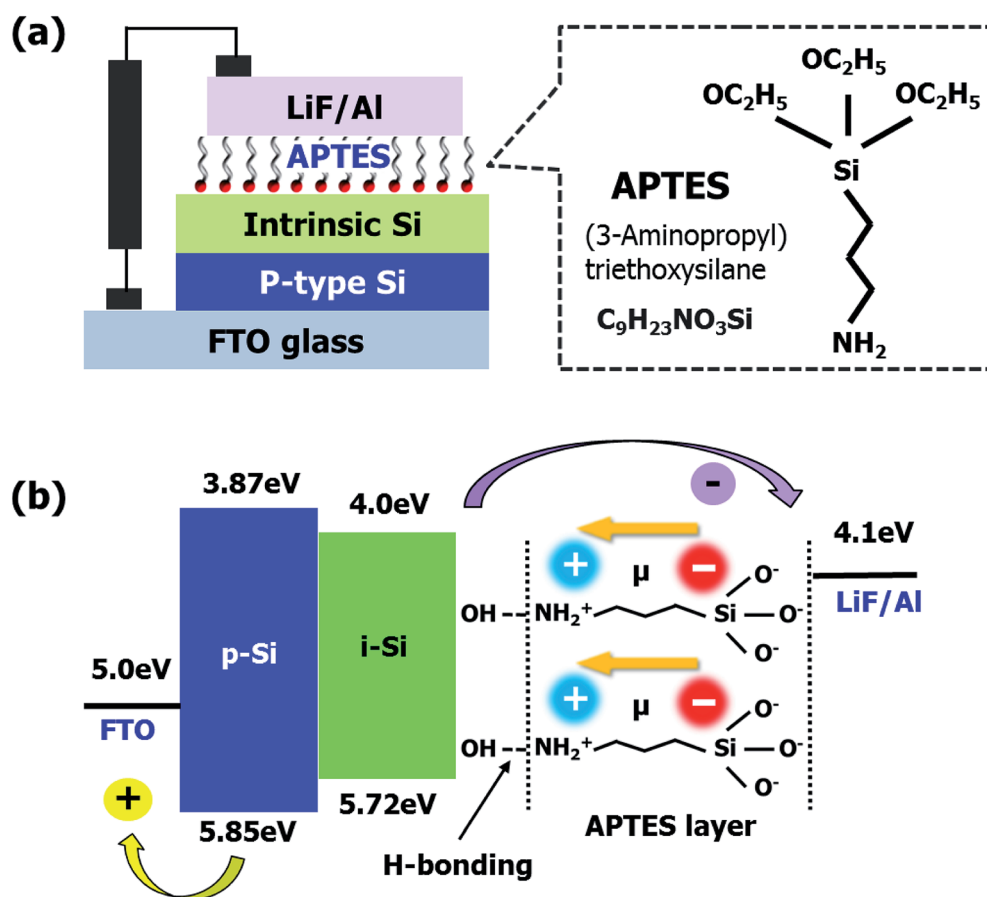 (a)
LiF/Al
APTES
Intrinsic Si
P-type Si
FTO glass
OC₂H₅
OC₂H₅
OC₂H₅
Si
APTES
(3-Aminopropyl)
triethoxysilane
C₉H₂₃NO₃Si
NH₂
(b)
3.87eV
4.0eV
-
4.1eV
LiF/Al
+
μ
−
O⁻
OH
NH₂⁺
Si
O⁻
O⁻
p-Si
i-Si
5.0eV
FTO
+
μ
−
O⁻
OH
NH₂⁺
Si
O⁻
O⁻
+
5.85eV
5.72eV
APTES layer
H-bonding